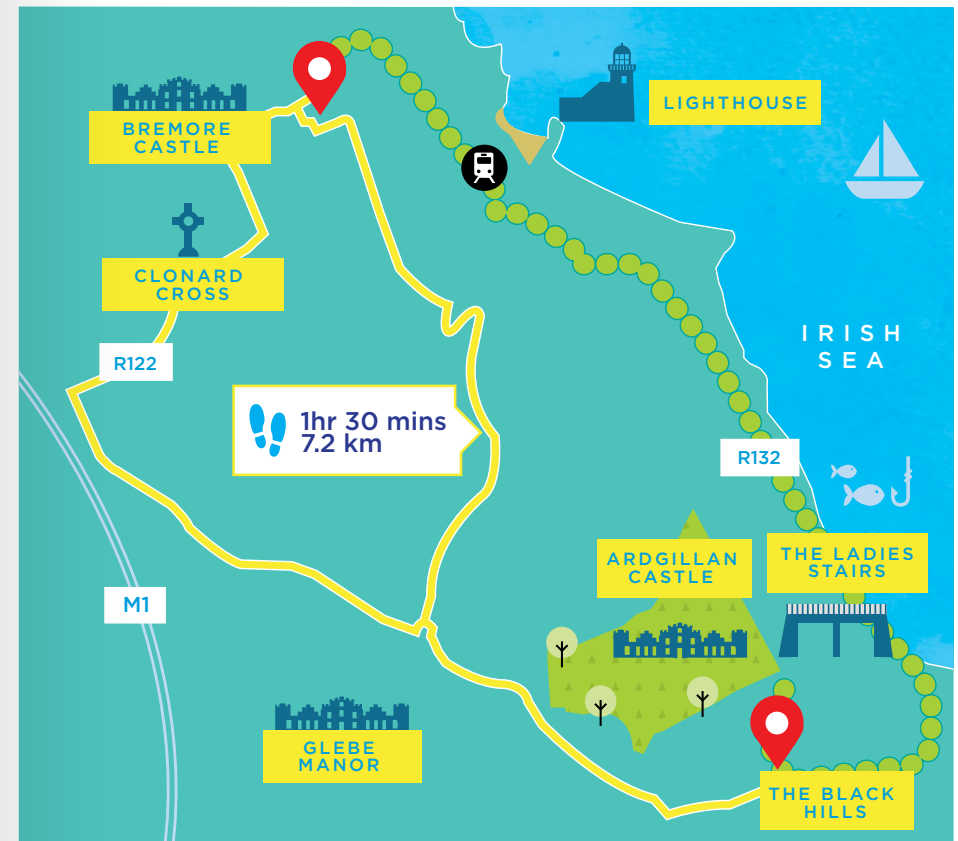 LIGHTHOUSE
BREMORE
CASTLE
CLONARD
CROSS
IRISH
SEA
R122
1hr 30 mins
7.2 km
R132
ARDGILLAN
CASTLE
THE LADIES
STAIRS
M1
GLEBE
MANOR
THE BLACK
HILLS